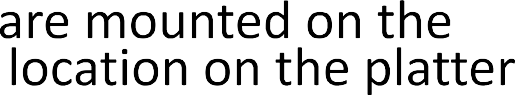 are mounted on the
location on the platter